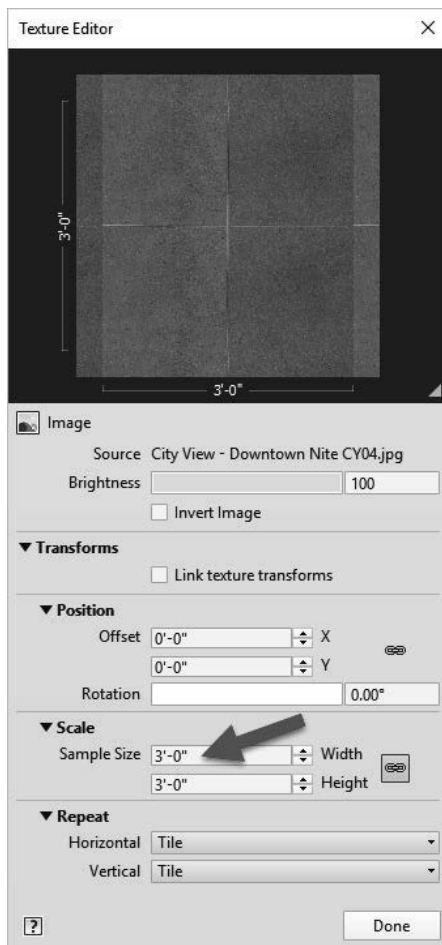 Texture Editor
3'-0"
3'-0"
Image
Source City View - Downtown Nite CY04.jpg
Brightness 100
Invert Image
Transforms
Link texture transforms
Position
Offset 0'-0" X
0'-0" Y
Rotation 0.00°
Scale
Sample Size 3'-0" Width
3'-0" Height
Repeat
Horizontal Tile
Vertical Tile
? Done